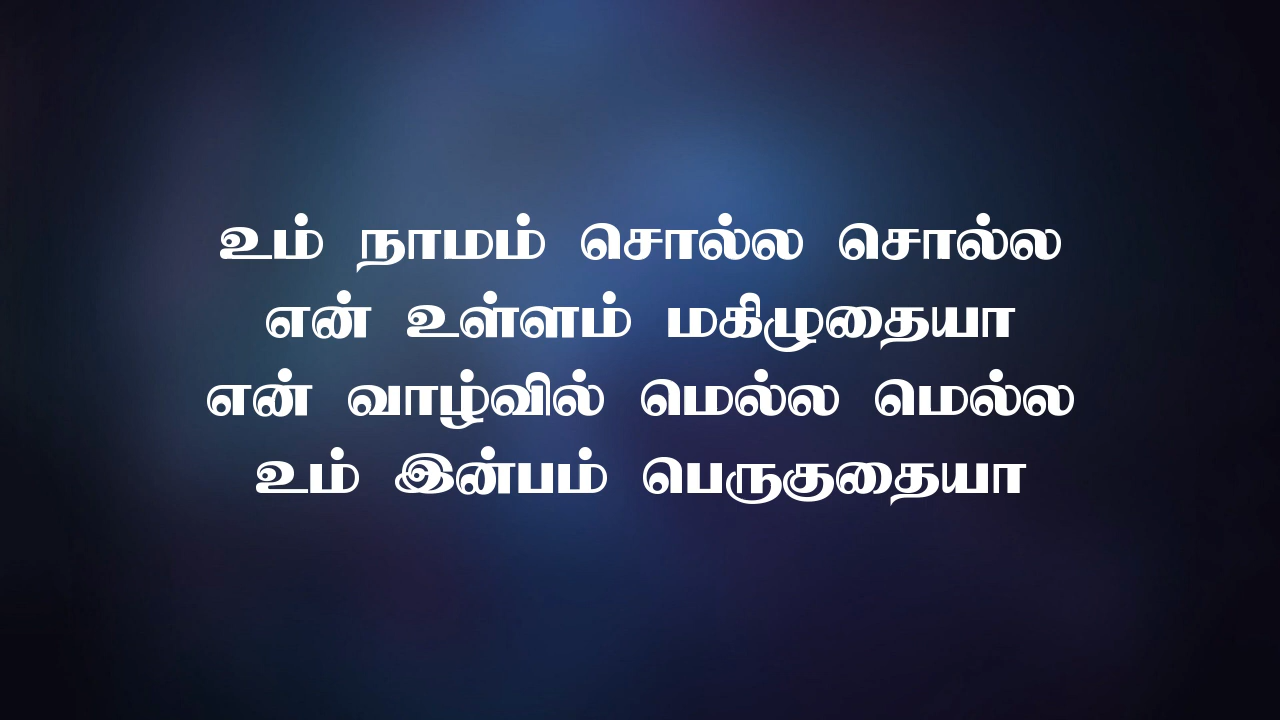 உம் நாமம் சொல்ல சொல்ல
என் உள்ளம் மகிழுதையா
என் வாழ்வில் மெல்ல மெல்ல
உம் இன்பம் பெருகுதையா